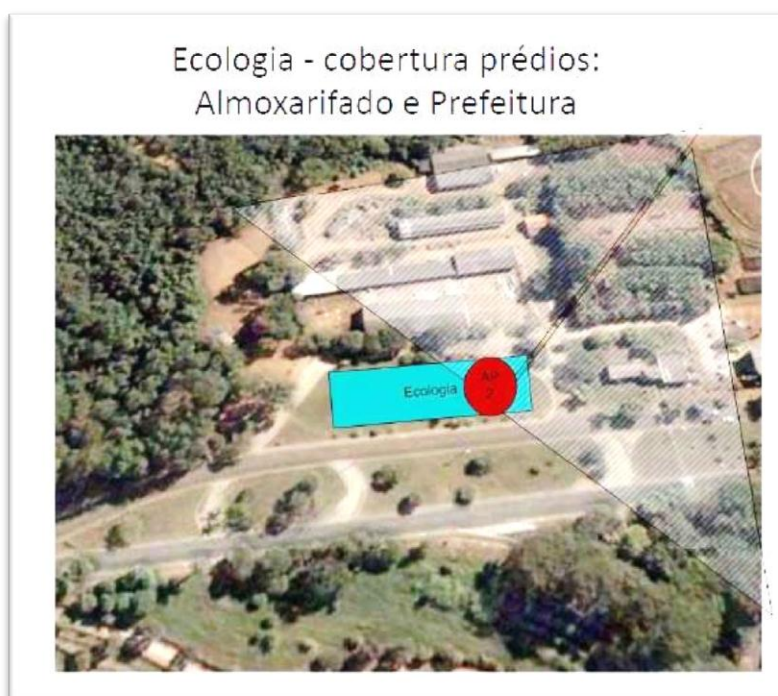 Ecologia - cobertura prédios:
Almoxarifado e Prefeitura
Ecologia
AP
2